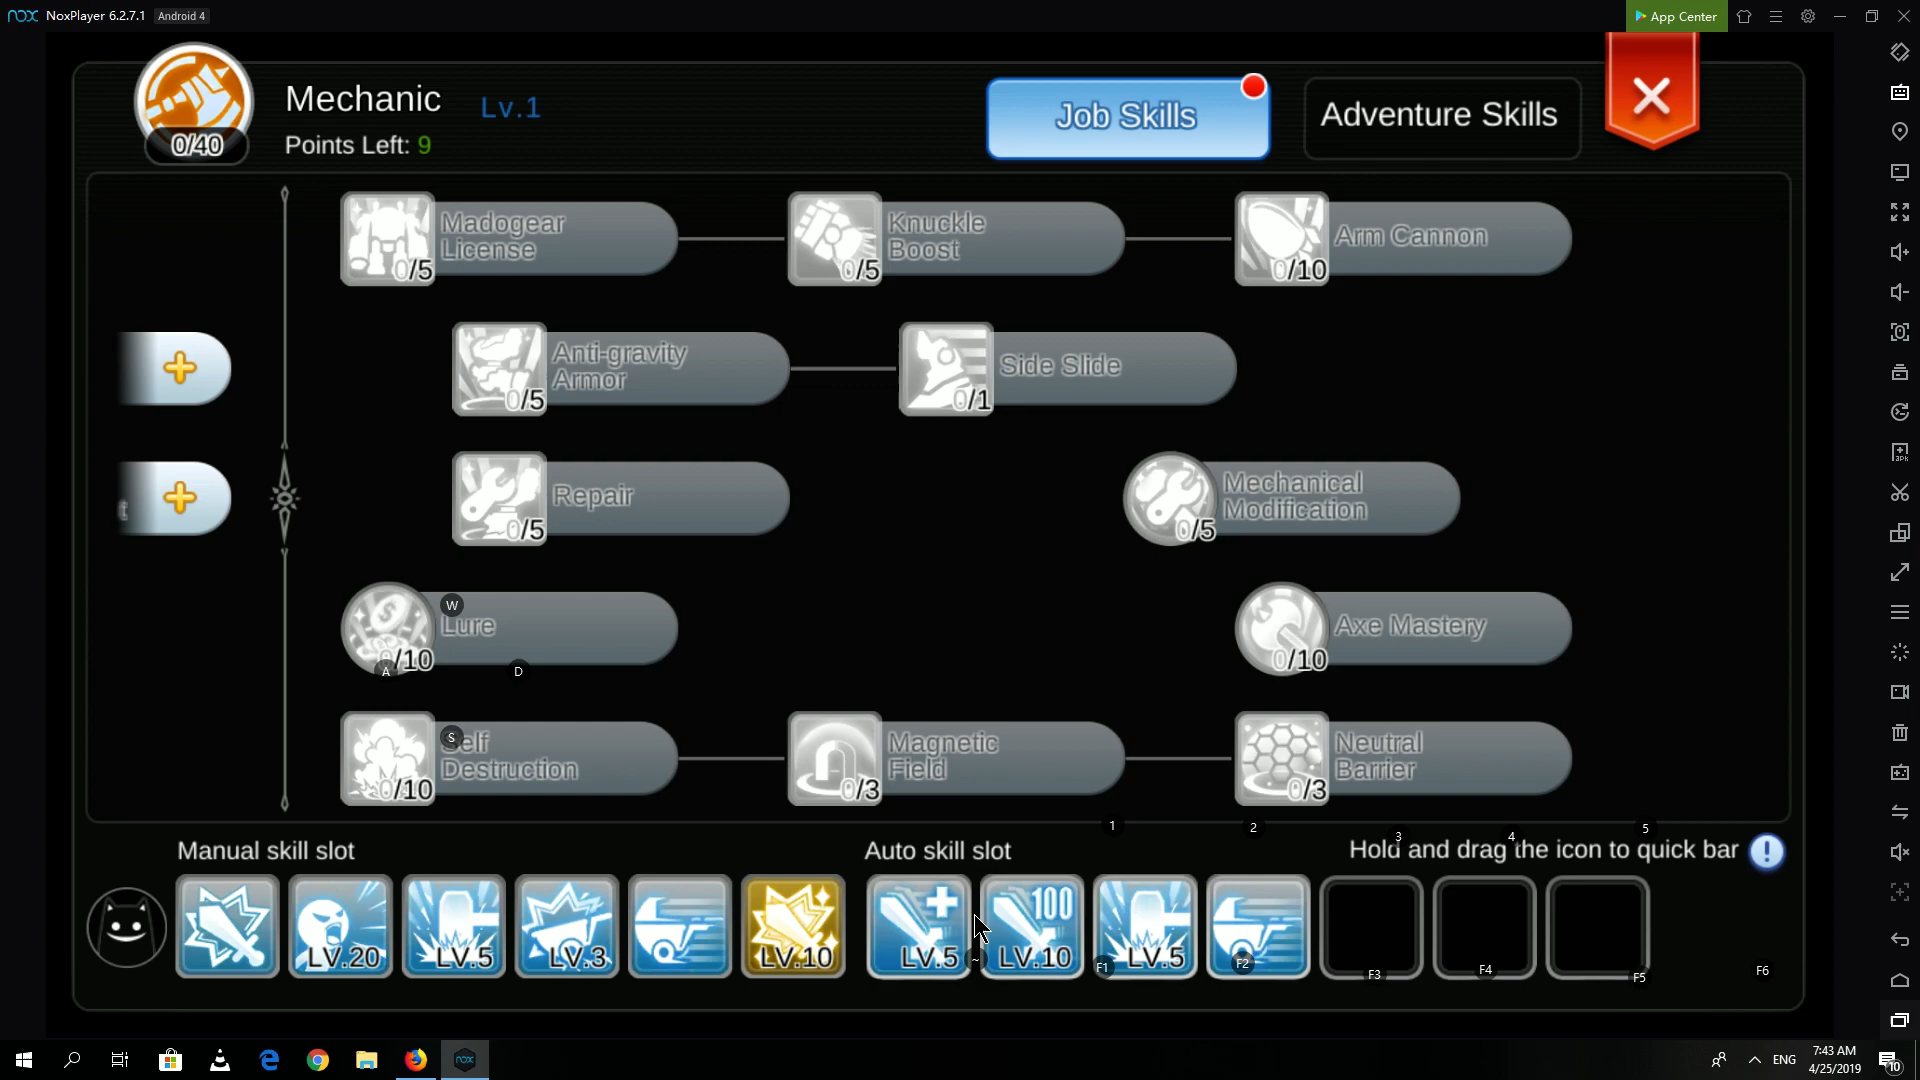 nox NoxPlayer 6.2.7.1 Android 4
App Center
Mechanic Lv.1
Job Skills
Adventure Skills
0/40
Points Left: 9
Madogear
License
0/5
Knuckle
Boost
0/5
Arm Cannon
0/10
Anti-gravity
Armor
0/5
Side Slide
0/1
Repair
0/5
Mechanical
Modification
0/5
W
Lure
0/10
A
D
Axe Mastery
0/10
S
Self
Destruction
0/10
Magnetic
Field
0/3
Neutral
Barrier
0/3
1
2
3
4
5
Manual skill slot
Auto skill slot
Hold and drag the icon to quick bar
!
LV.20
LV.5
LV.3
LV.10
LV.5
100
LV.10
LV.5
~
F1
F2
F3
F4
F5
F6
nox
ENG
7:43 AM
4/25/2019
10